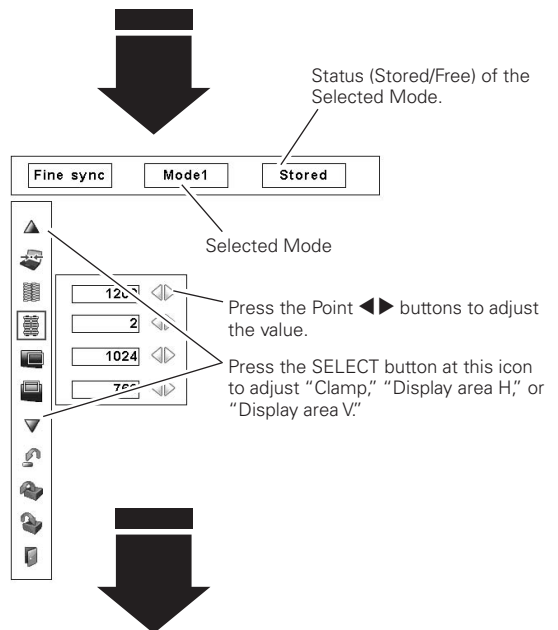 Status (Stored/Free) of the
Selected Mode.
Fine sync Mode1 Stored
Selected Mode
2
1024
Press the Point ◀▶ buttons to adjust
the value.
Press the SELECT button at this icon
to adjust “Clamp,” “Display area H,” or
“Display area V.”